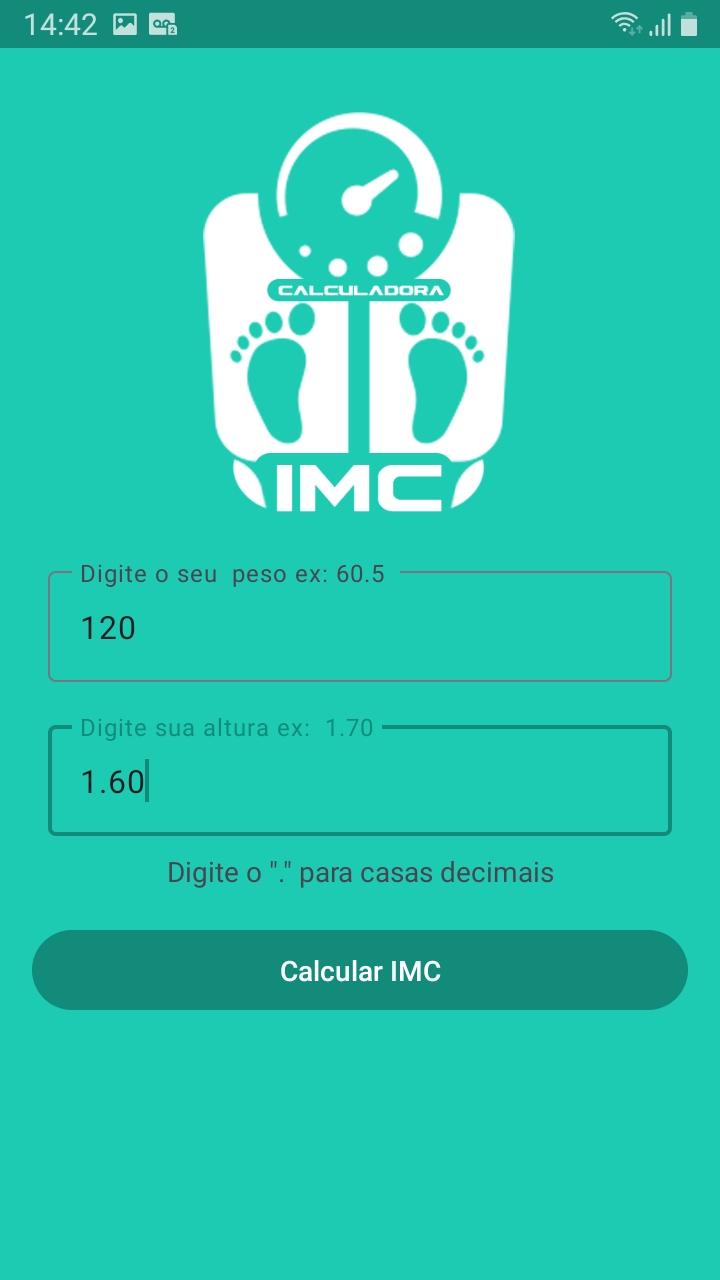 14:42
2
CALCULADORA
IMC
Digite o seu  peso ex: 60.5
120
Digite sua altura ex:  1.70
1.60
Digite o "." para casas decimais
Calcular IMC